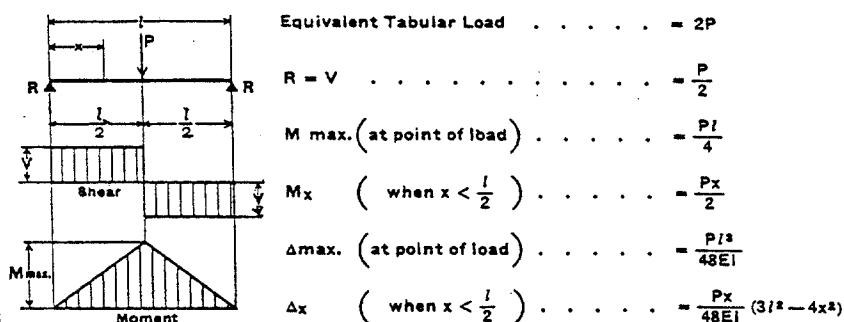 l
x
P
R
R
l/2 l/2
V
Shear
V
M max.
Moment
Equivalent Tabular Load . . . . . = 2P
R = V . . . . . . . . . . = P/2
M max. (at point of load) . . . . . = Pl/4
Mx (when x < l/2) . . . . . = Px/2
Δmax. (at point of load) . . . . . = Pl³/48EI
Δx (when x < l/2) . . . . . = Px/48EI (3l² — 4x²)